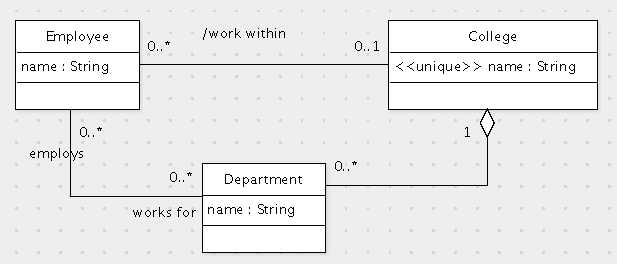 Employee
name : String
0..*
/work within
0..1
College
<<unique>> name : String
0..*
employs
1
0..*
works for
Department
name : String
0..*